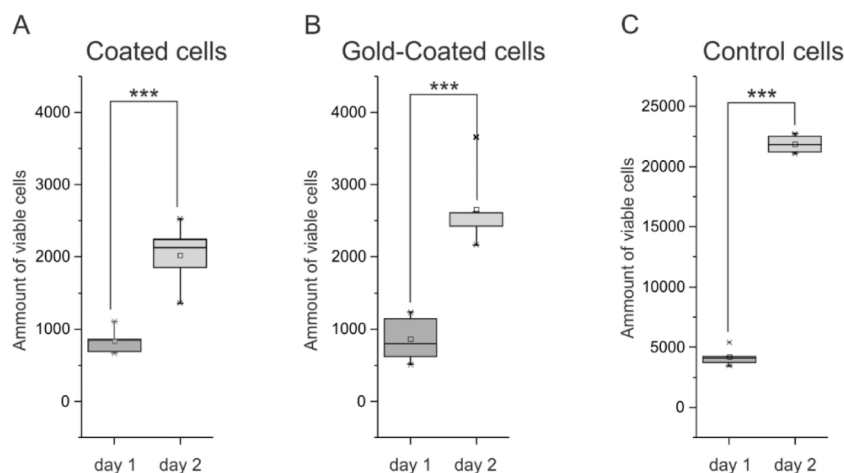 A
Coated cells
***
Ammount of viable cells
4000
3000
2000
1000
0
day 1
day 2
B
Gold-Coated cells
***
Ammount of viable cells
4000
3000
2000
1000
0
day 1
day 2
C
Control cells
***
Ammount of viable cells
25000
20000
15000
10000
5000
0
day 1
day 2